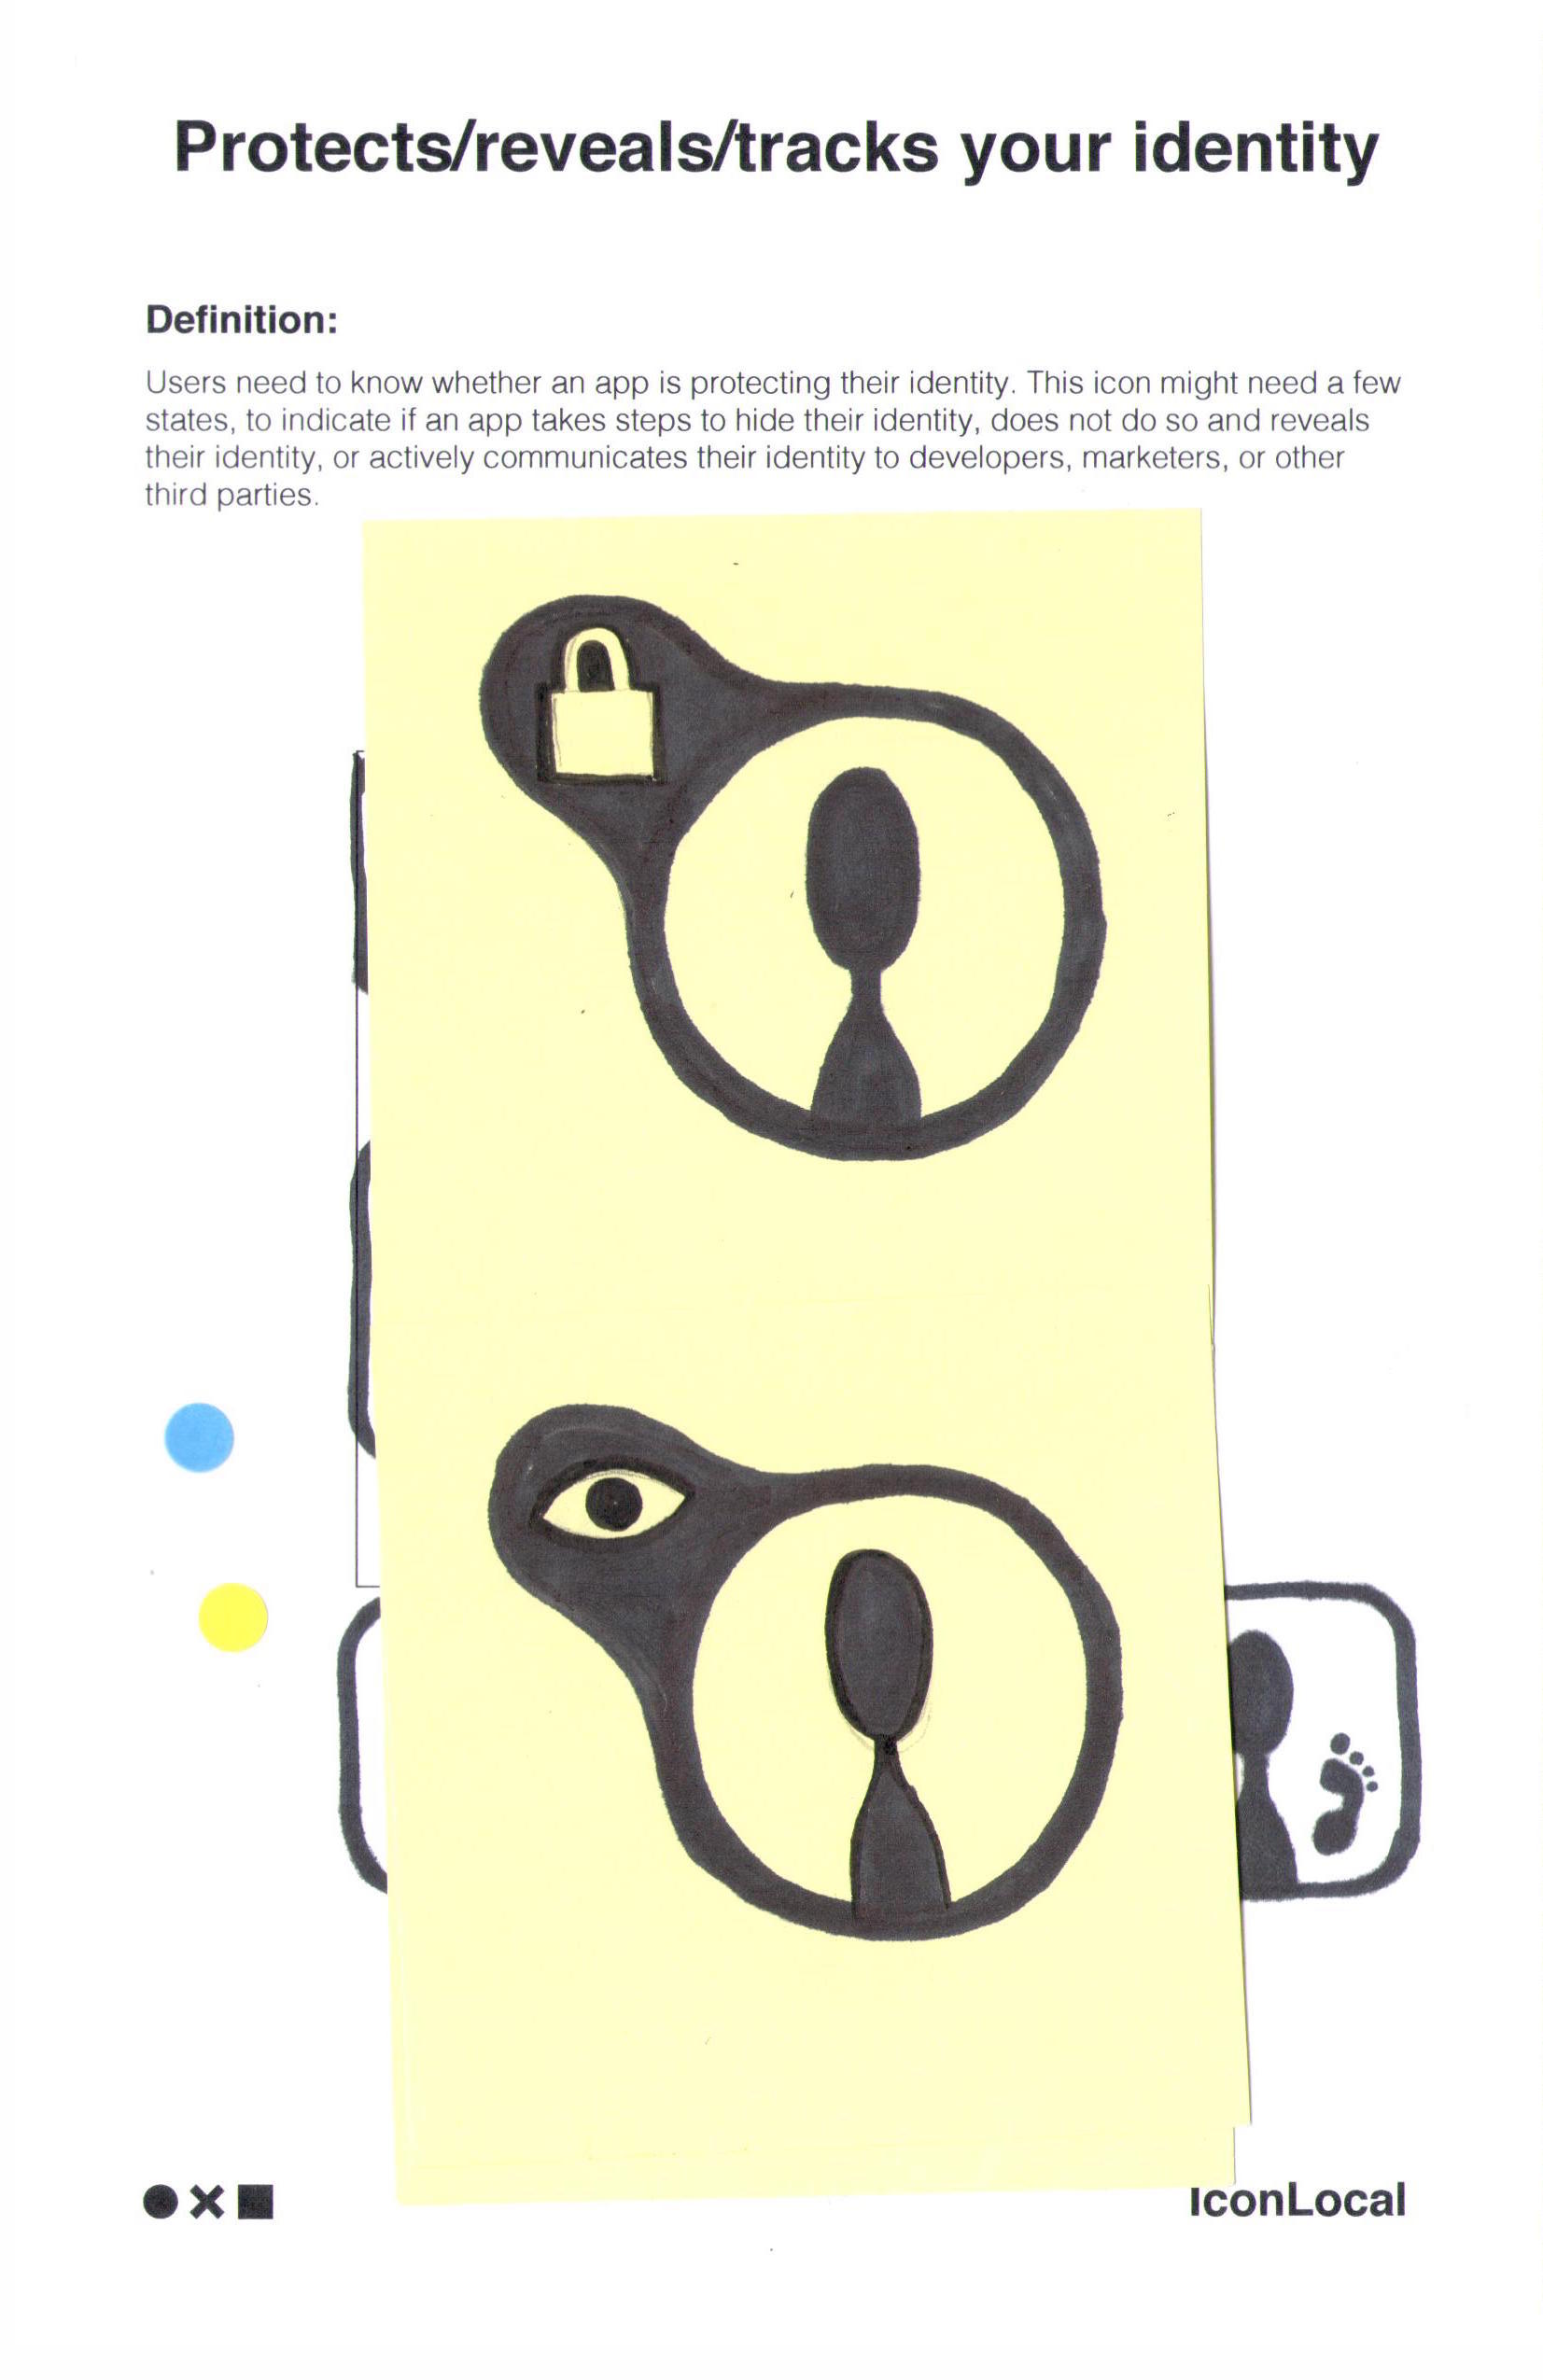 Protects/reveals/tracks your identity
Definition:
Users need to know whether an app is protecting their identity. This icon might need a few
states, to indicate if an app takes steps to hide their identity, does not do so and reveals
their identity, or actively communicates their identity to developers, marketers, or other
third parties.
IconLocal